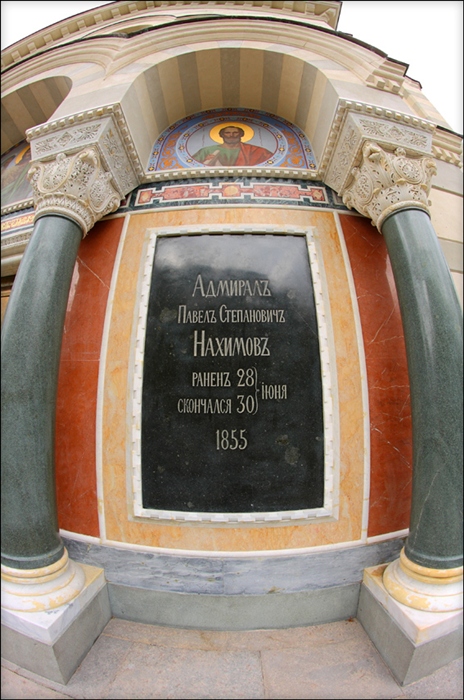 Адмиралъ
Павелъ Степановичъ
Нахимовъ
раненъ 28
скончался 30
} іюня
1855